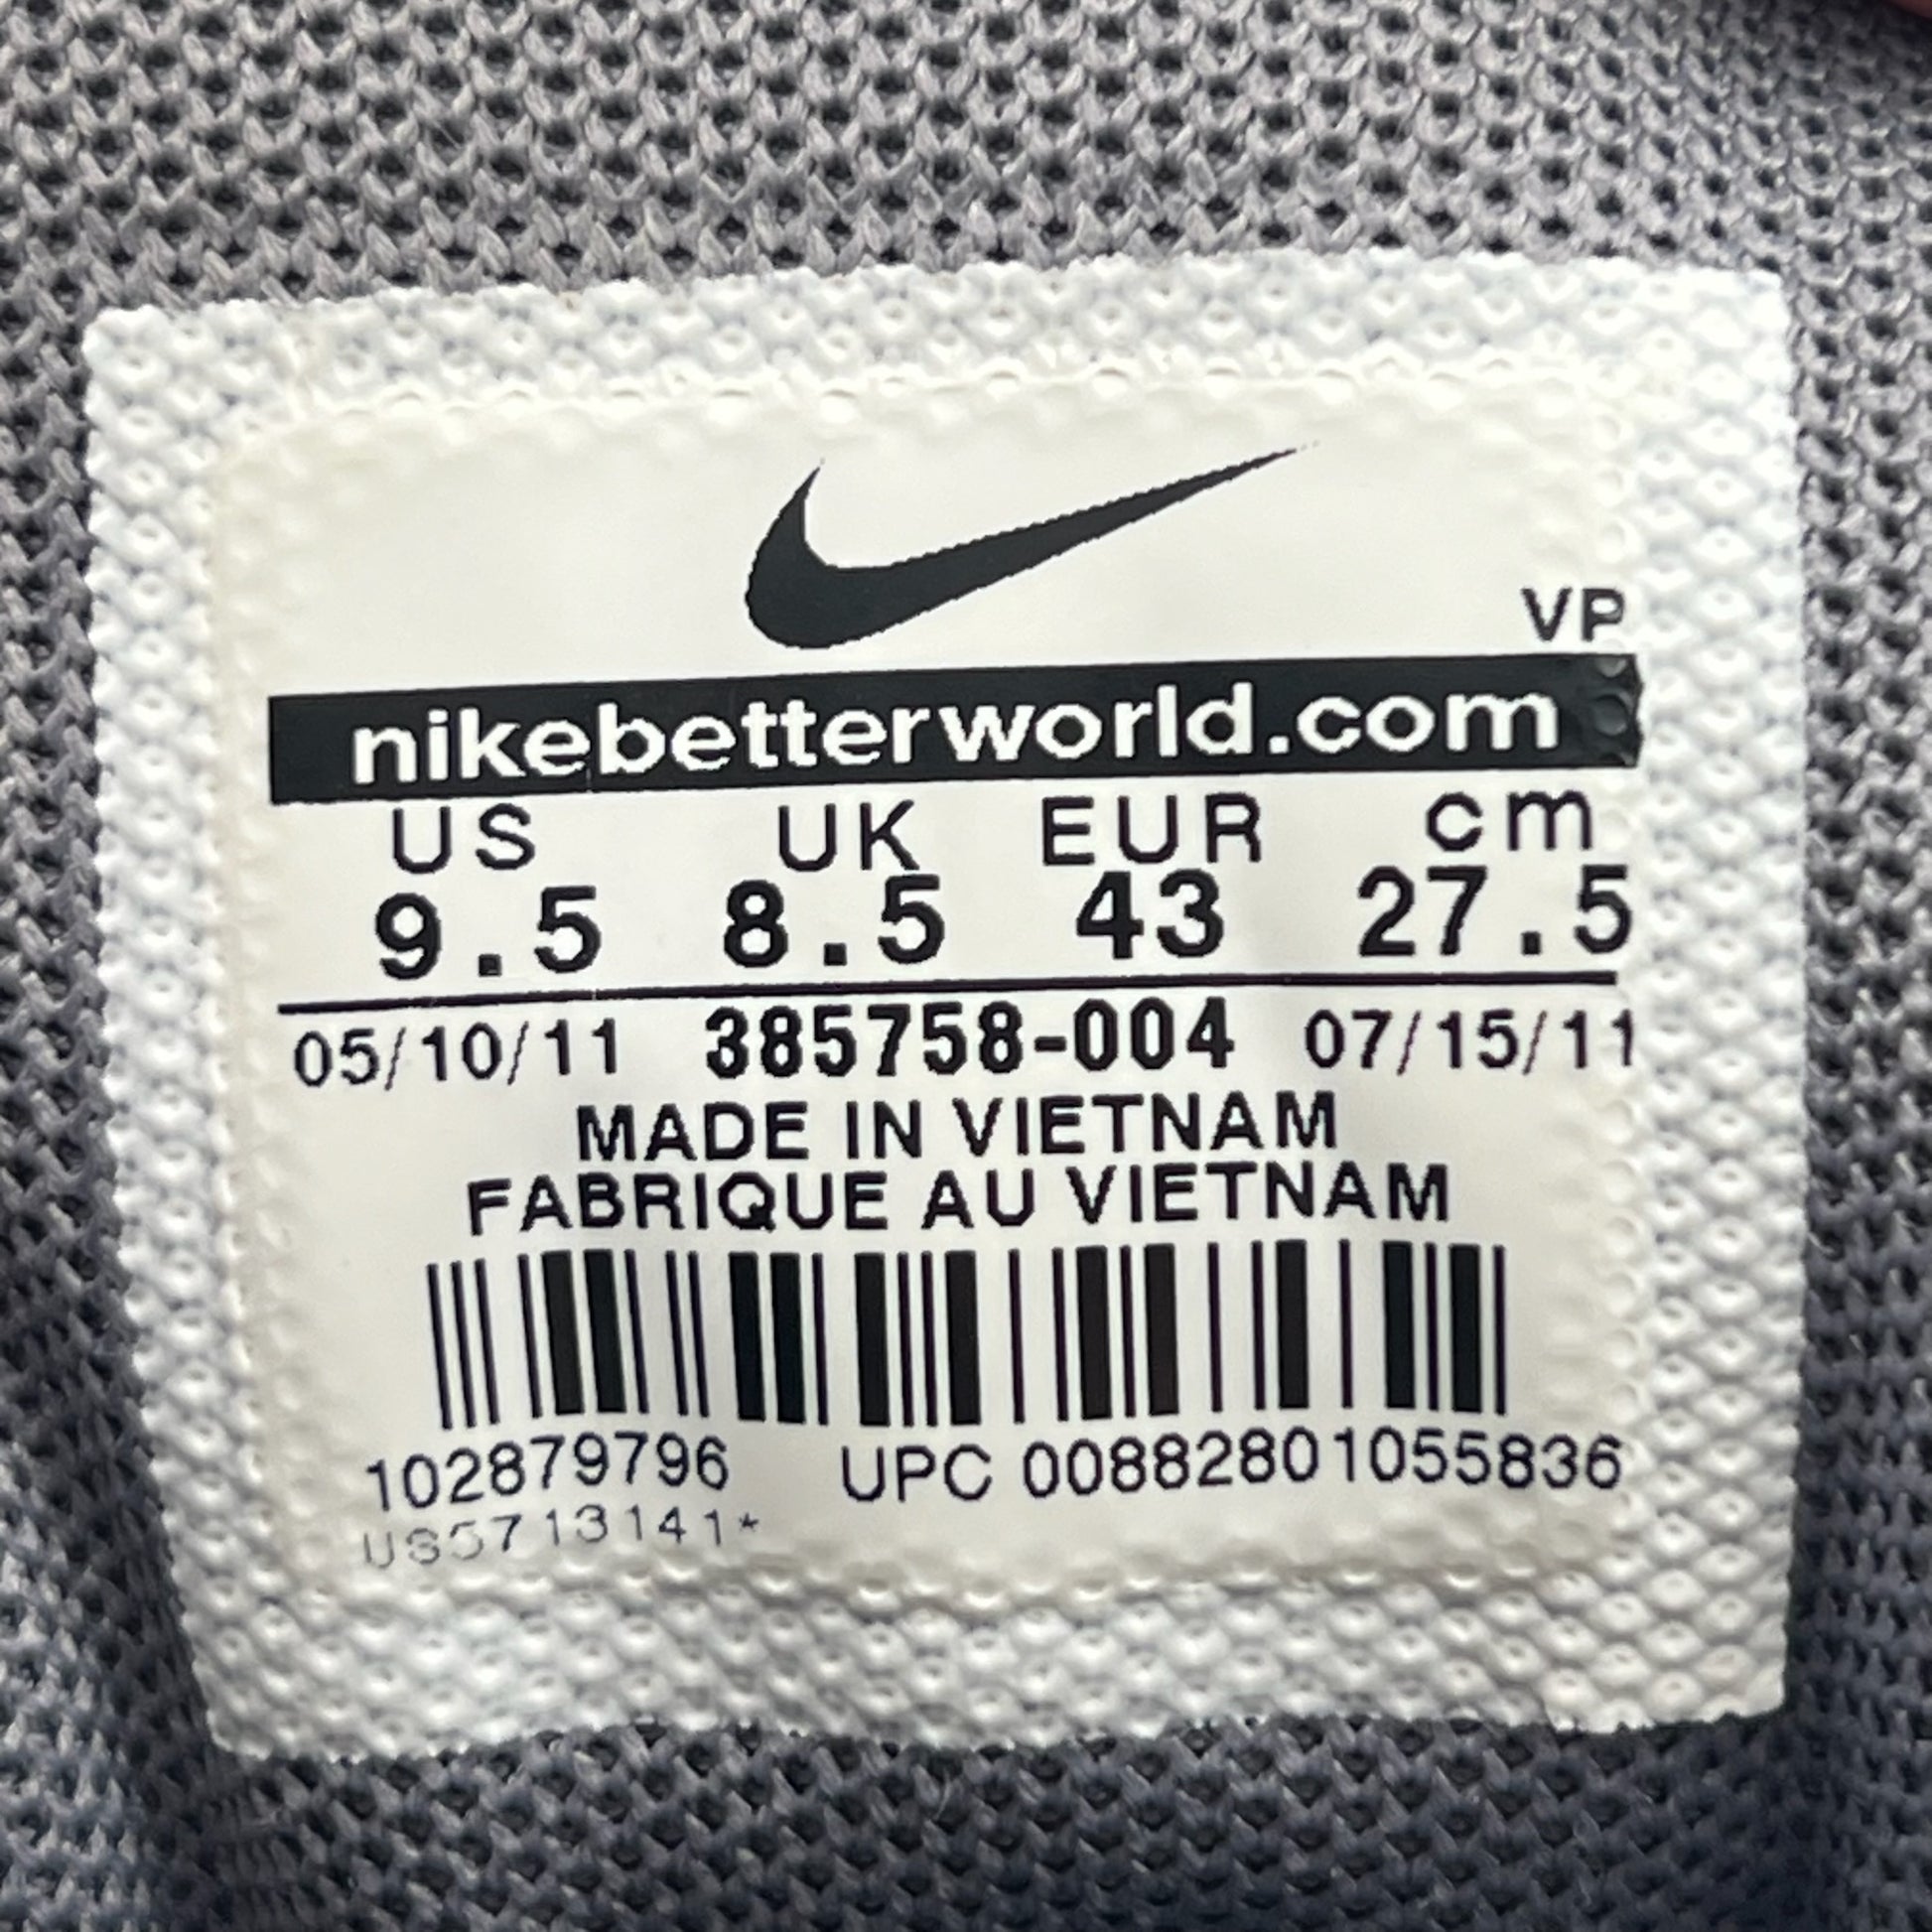 VP
nikebetterworld.com
US UK EUR cm
9.5 8.5 43 27.5
05/10/11 385758-004 07/15/11
MADE IN VIETNAM
FABRIQUE AU VIETNAM
102879796 UPC 00882801055836
US5713141*